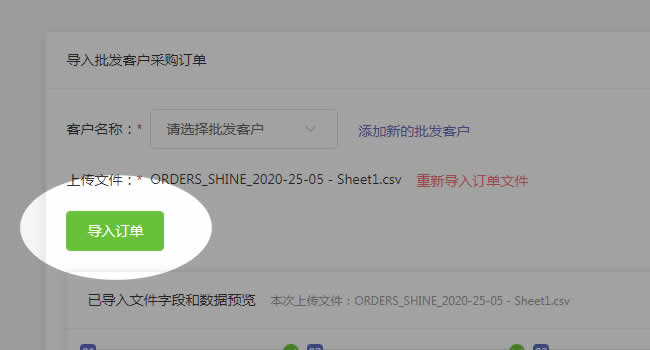 导入批发客户采购订单
客户名称：* 请选择批发客户 添加新的批发客户
上传文件：* ORDERS_SHINE_2020-25-05 - Sheet1.csv 重新导入订单文件
导入订单
已导入文件字段和数据预览 本次上传文件：ORDERS_SHINE_2020-25-05 - Sheet1.csv